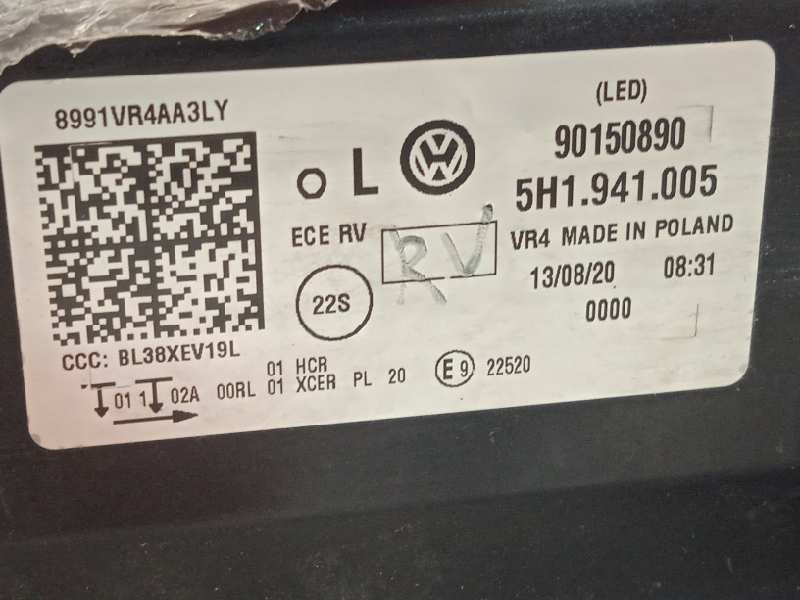 8991VR4AA3LY
(LED)
90150890
O L
5H1.941.005
ECE RV
RV
VR4 MADE IN POLAND
22S
13/08/20 08:31
0000
CCC: BL38XEV19L
01 HCR
01 1 02A 00RL 01 XCER PL 20 E9 22520